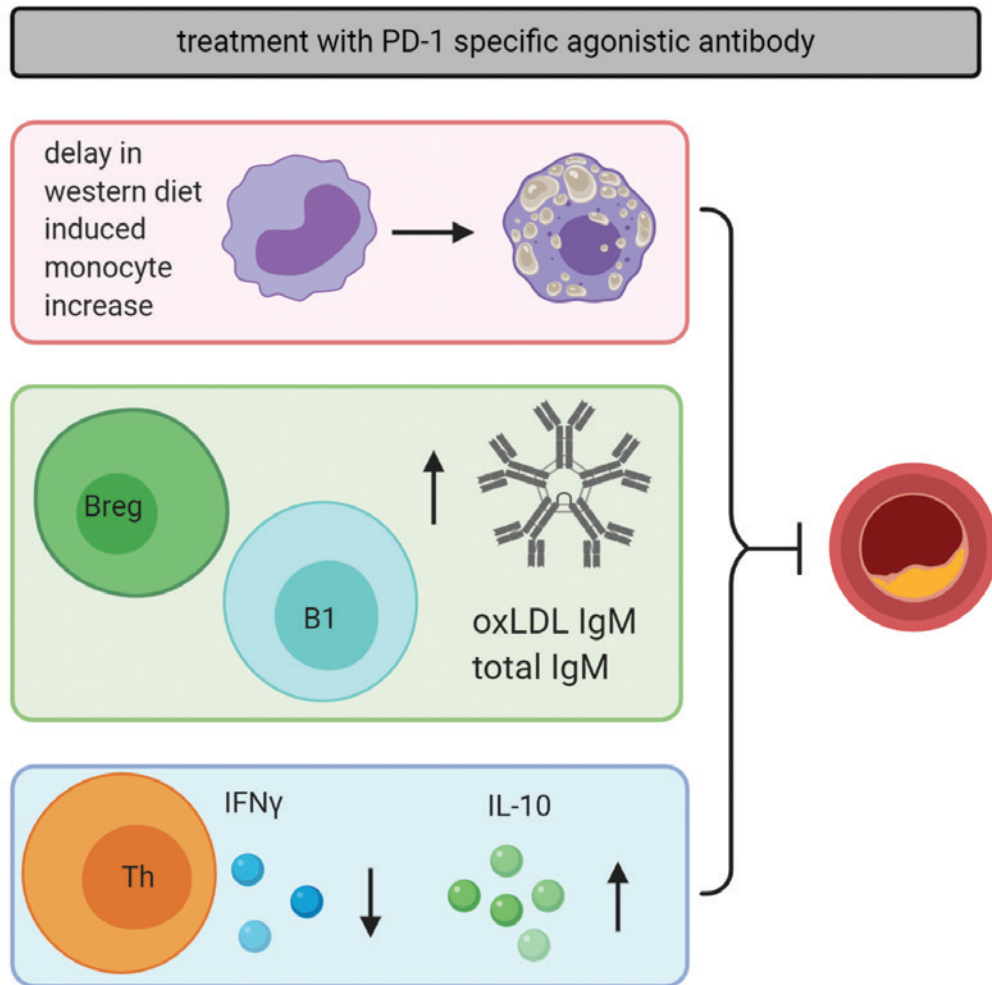 treatment with PD-1 specific agonistic antibody
delay in
western diet
induced
monocyte
increase
Breg
B1
oxLDL IgM
total IgM
IFNγ
IL-10
Th